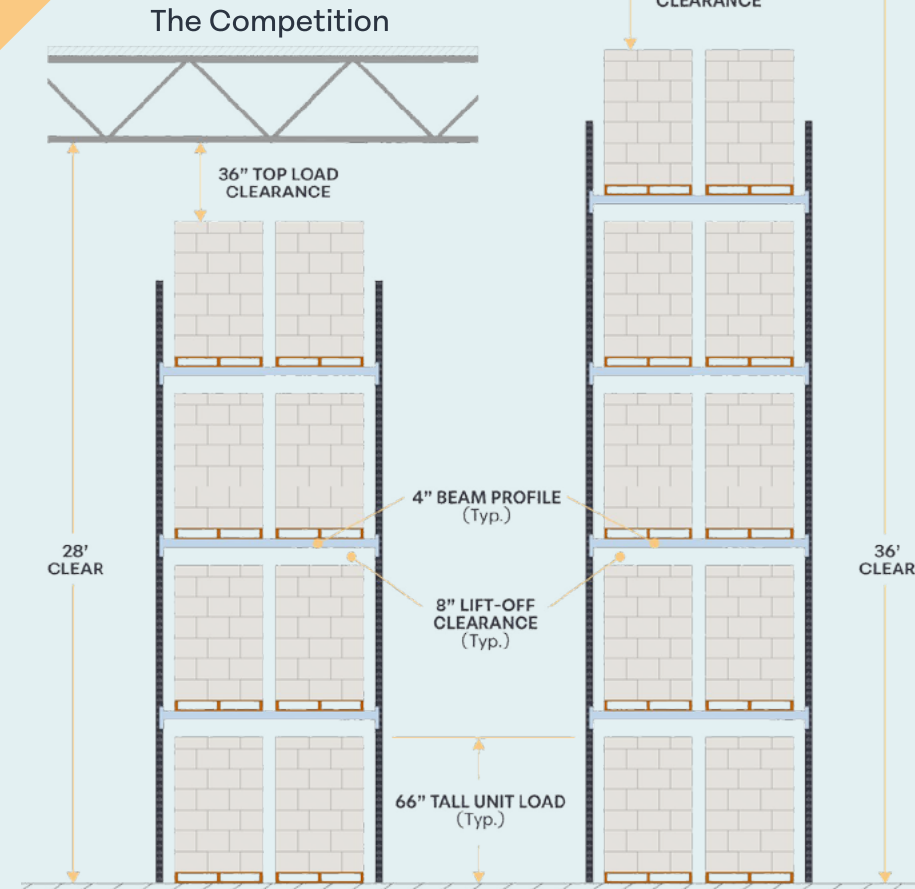 The Competition
CLEARANCE
36” TOP LOAD
CLEARANCE
4” BEAM PROFILE
(Typ.)
28’
CLEAR
36’
CLEAR
8” LIFT-OFF
CLEARANCE
(Typ.)
66” TALL UNIT LOAD
(Typ.)